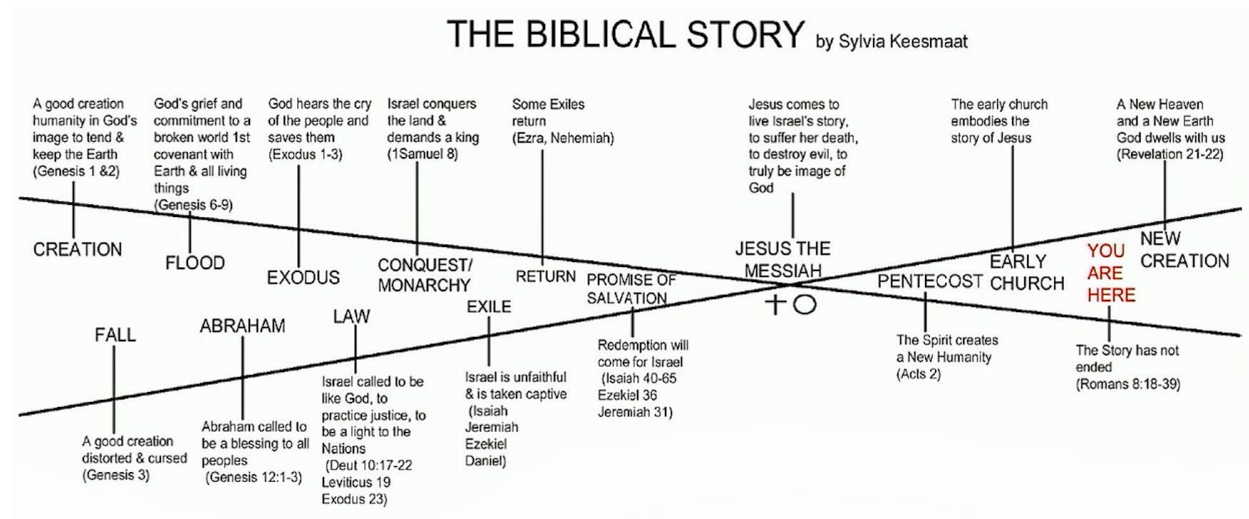 THE BIBLICAL STORY by Sylvia Keesmaat
A good creation
humanity in God's
image to tend &
keep the Earth
(Genesis 1 &2)
CREATION
FALL
A good creation
distorted & cursed
(Genesis 3)
God's grief and
commitment to a
broken world 1st
covenant with
Earth & all living
things
(Genesis 6-9)
FLOOD
ABRAHAM
Abraham called to
be a blessing to all
peoples
(Genesis 12:1-3)
God hears the cry
of the people and
saves them
(Exodus 1-3)
EXODUS
LAW
Israel called to be
like God, to
practice justice, to
be a light to the
Nations
(Deut 10:17-22
Leviticus 19
Exodus 23)
Israel conquers
the land &
demands a king
(1Samuel 8)
CONQUEST/
MONARCHY
EXILE
Israel is unfaithful
& is taken captive
(Isaiah
Jeremiah
Ezekiel
Daniel)
Some Exiles
return
(Ezra, Nehemiah)
RETURN
PROMISE OF
SALVATION
Redemption will
come for Israel
(Isaiah 40-65
Ezekiel 36
Jeremiah 31)
Jesus comes to
live Israel's story,
to suffer her death,
to destroy evil, to
truly be image of
God
JESUS THE
MESSIAH
PENTECOST
The Spirit creates
a New Humanity
(Acts 2)
The early church
embodies the
story of Jesus
EARLY
CHURCH
YOU
ARE
HERE
The Story has not
ended
(Romans 8:18-39)
A New Heaven
and a New Earth
God dwells with us
(Revelation 21-22)
NEW
CREATION